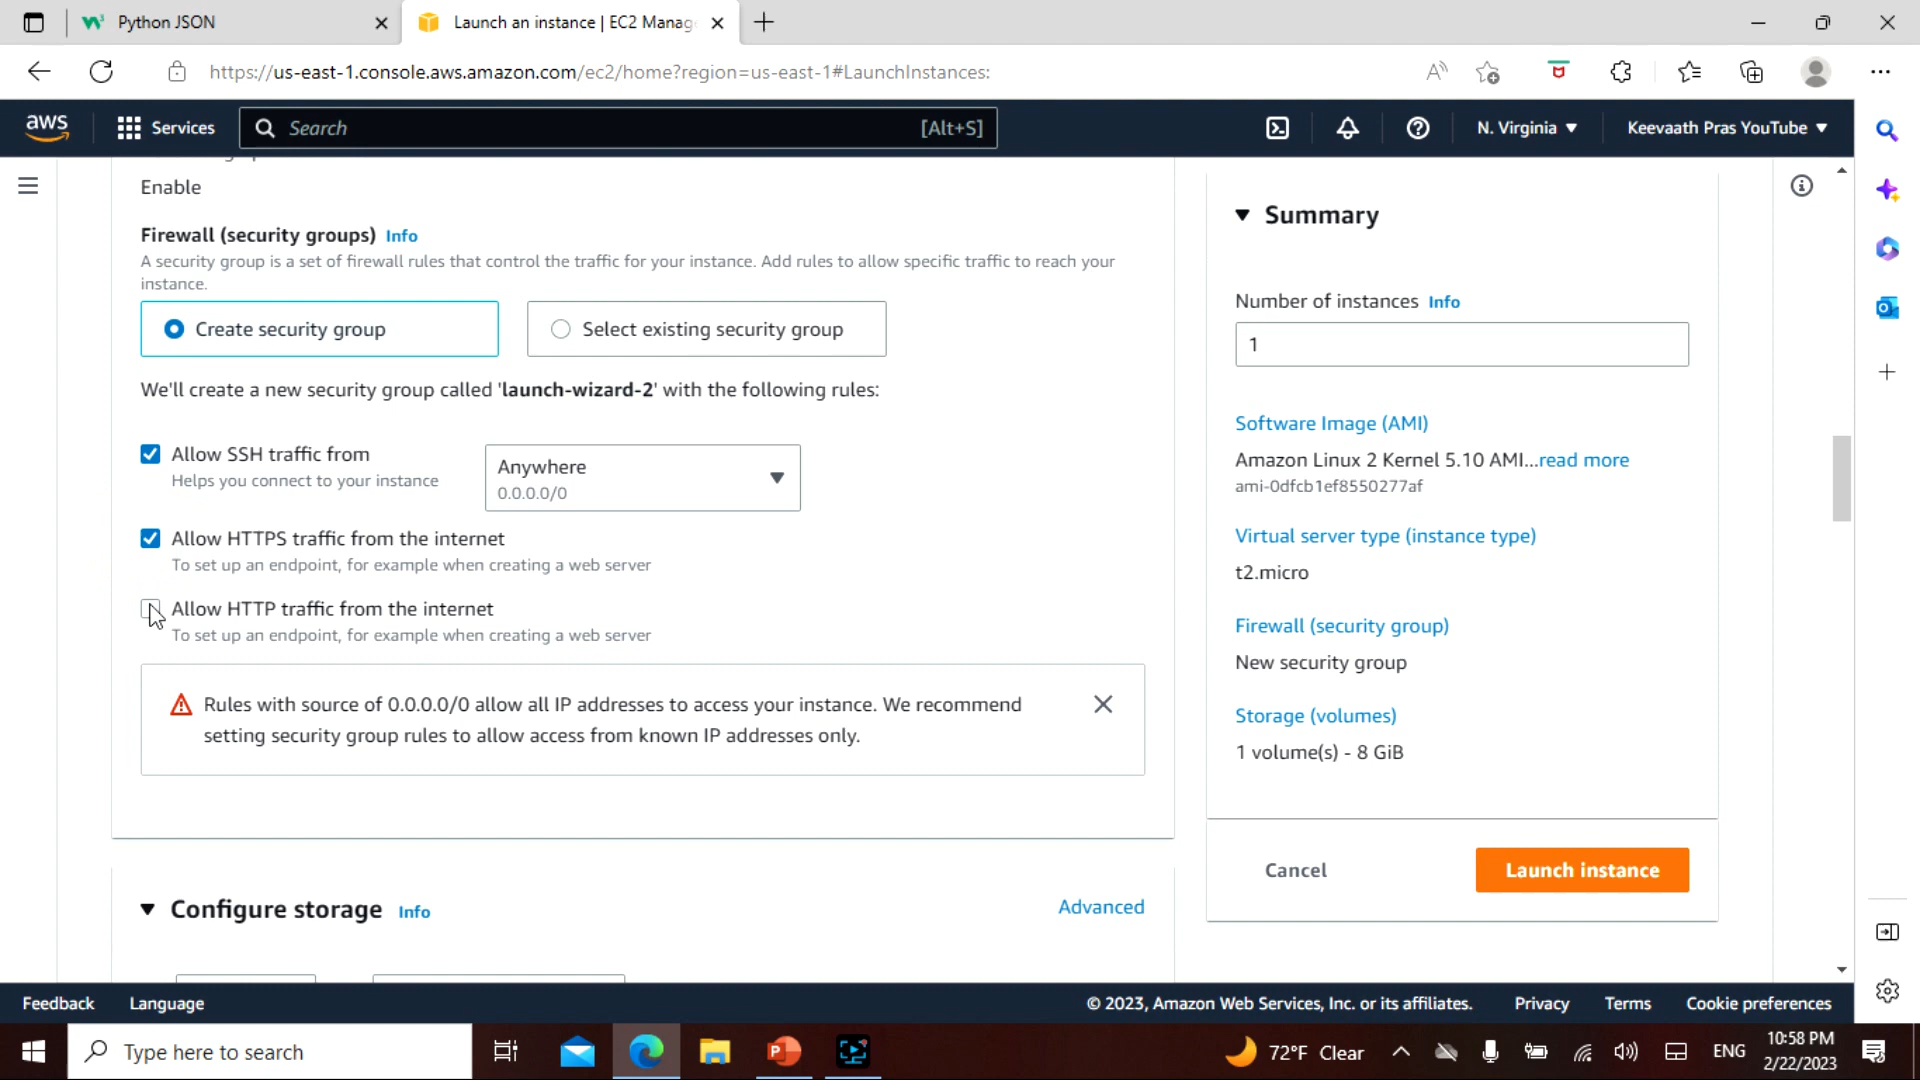 Python JSON
Launch an instance | EC2 Manag
https://us-east-1.console.aws.amazon.com/ec2/home?region=us-east-1#LaunchInstances:
aws
Services
Search
[Alt+S]
N. Virginia
Keevaath Pras YouTube
Enable
Firewall (security groups) Info
A security group is a set of firewall rules that control the traffic for your instance. Add rules to allow specific traffic to reach your
instance.
Create security group
Select existing security group
We'll create a new security group called 'launch-wizard-2' with the following rules:
Allow SSH traffic from
Helps you connect to your instance
Anywhere
0.0.0.0/0
Allow HTTPS traffic from the internet
To set up an endpoint, for example when creating a web server
Allow HTTP traffic from the internet
To set up an endpoint, for example when creating a web server
Rules with source of 0.0.0.0/0 allow all IP addresses to access your instance. We recommend
setting security group rules to allow access from known IP addresses only.
Configure storage Info
Advanced
Summary
Number of instances Info
1
Software Image (AMI)
Amazon Linux 2 Kernel 5.10 AMI...read more
ami-0dfcb1ef8550277af
Virtual server type (instance type)
t2.micro
Firewall (security group)
New security group
Storage (volumes)
1 volume(s) - 8 GiB
Cancel
Launch instance
Feedback
Language
© 2023, Amazon Web Services, Inc. or its affiliates.
Privacy
Terms
Cookie preferences
Type here to search
72°F Clear
ENG
10:58 PM
2/22/2023